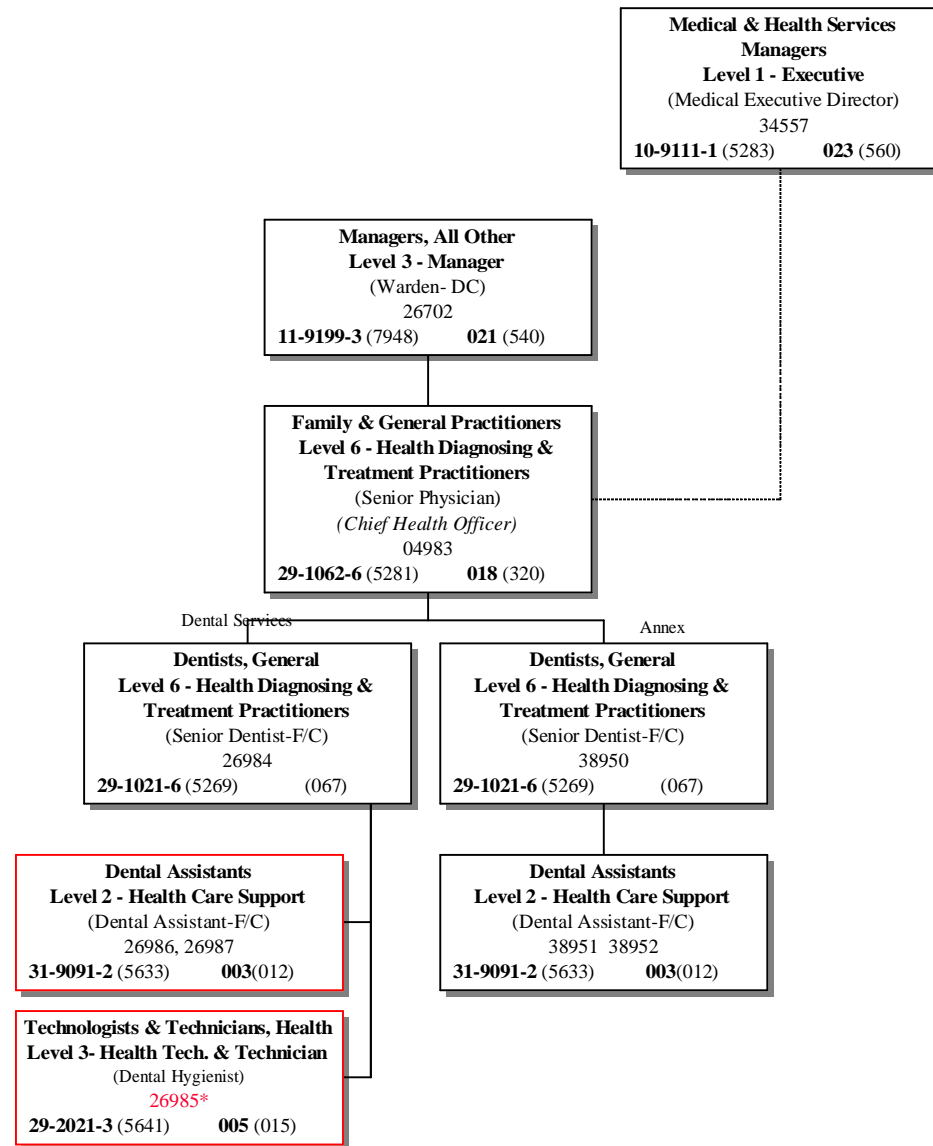 Medical & Health Services
Managers
Level 1 - Executive
(Medical Executive Director)
34557
10-9111-1 (5283) 023 (560)
Managers, All Other
Level 3 - Manager
(Warden- DC)
26702
11-9199-3 (7948) 021 (540)
Family & General Practitioners
Level 6 - Health Diagnosing &
Treatment Practitioners
(Senior Physician)
(Chief Health Officer)
04983
29-1062-6 (5281) 018 (320)
Dental Services
Dentists, General
Level 6 - Health Diagnosing &
Treatment Practitioners
(Senior Dentist-F/C)
26984
29-1021-6 (5269) (067)
Annex
Dentists, General
Level 6 - Health Diagnosing &
Treatment Practitioners
(Senior Dentist-F/C)
38950
29-1021-6 (5269) (067)
Dental Assistants
Level 2 - Health Care Support
(Dental Assistant-F/C)
26986, 26987
31-9091-2 (5633) 003(012)
Dental Assistants
Level 2 - Health Care Support
(Dental Assistant-F/C)
38951 38952
31-9091-2 (5633) 003(012)
Technologists & Technicians, Health
Level 3- Health Tech. & Technician
(Dental Hygienist)
26985*
29-2021-3 (5641) 005 (015)